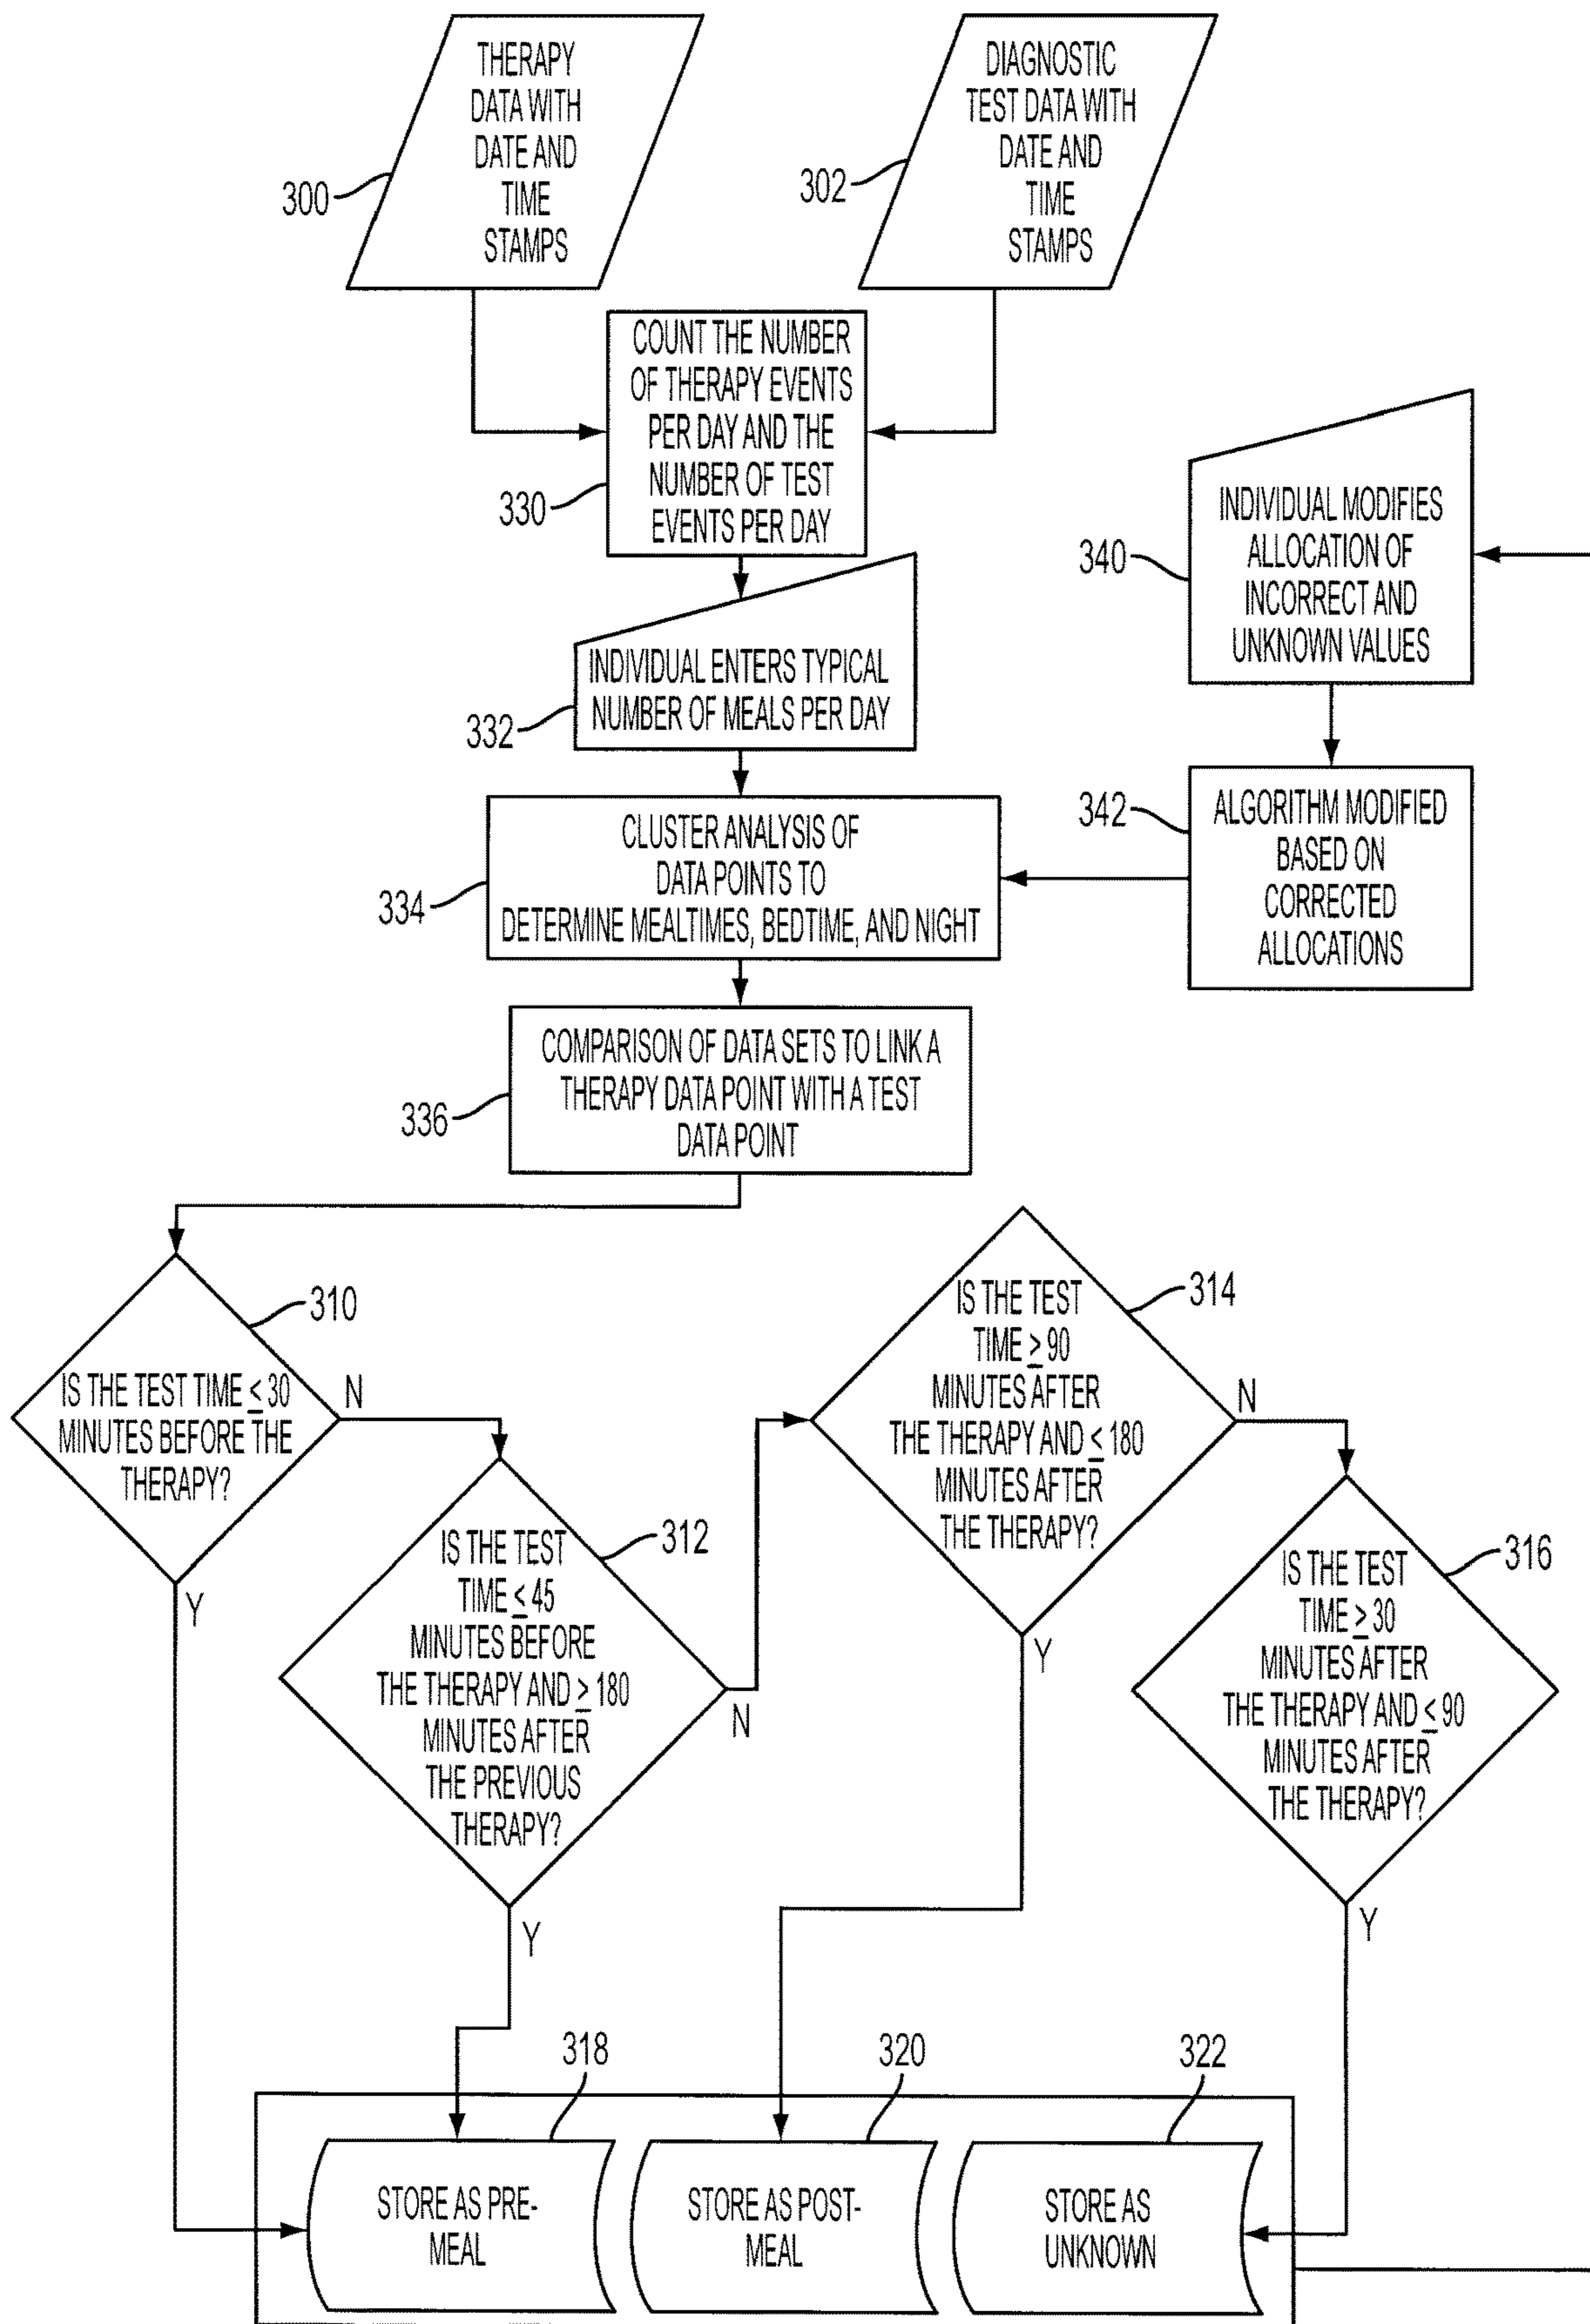 THERAPY
DATA WITH
DATE AND
TIME
STAMPS
300
DIAGNOSTIC
TEST DATA WITH
DATE AND
TIME
STAMPS
302
COUNT THE NUMBER
OF THERAPY EVENTS
PER DAY AND THE
NUMBER OF TEST
EVENTS PER DAY
330
INDIVIDUAL ENTERS TYPICAL
NUMBER OF MEALS PER DAY
332
INDIVIDUAL MODIFIES
ALLOCATION OF
INCORRECT AND
UNKNOWN VALUES
340
ALGORITHM MODIFIED
BASED ON
CORRECTED
ALLOCATIONS
342
CLUSTER ANALYSIS OF
DATA POINTS TO
DETERMINE MEALTIMES, BEDTIME, AND NIGHT
334
COMPARISON OF DATA SETS TO LINK A
THERAPY DATA POINT WITH A TEST
DATA POINT
336
310
IS THE TEST TIME ≤ 30
MINUTES BEFORE THE
THERAPY?
N
Y
312
IS THE TEST
TIME ≤ 45
MINUTES BEFORE
THE THERAPY AND ≥ 180
MINUTES AFTER
THE PREVIOUS
THERAPY?
N
Y
314
IS THE TEST
TIME ≥ 90
MINUTES AFTER
THE THERAPY AND ≤ 180
MINUTES AFTER
THE THERAPY?
N
Y
316
IS THE TEST
TIME ≥ 30
MINUTES AFTER
THE THERAPY AND ≤ 90
MINUTES AFTER
THE THERAPY?
Y
318
STORE AS PRE-
MEAL
320
STORE AS POST-
MEAL
322
STORE AS
UNKNOWN